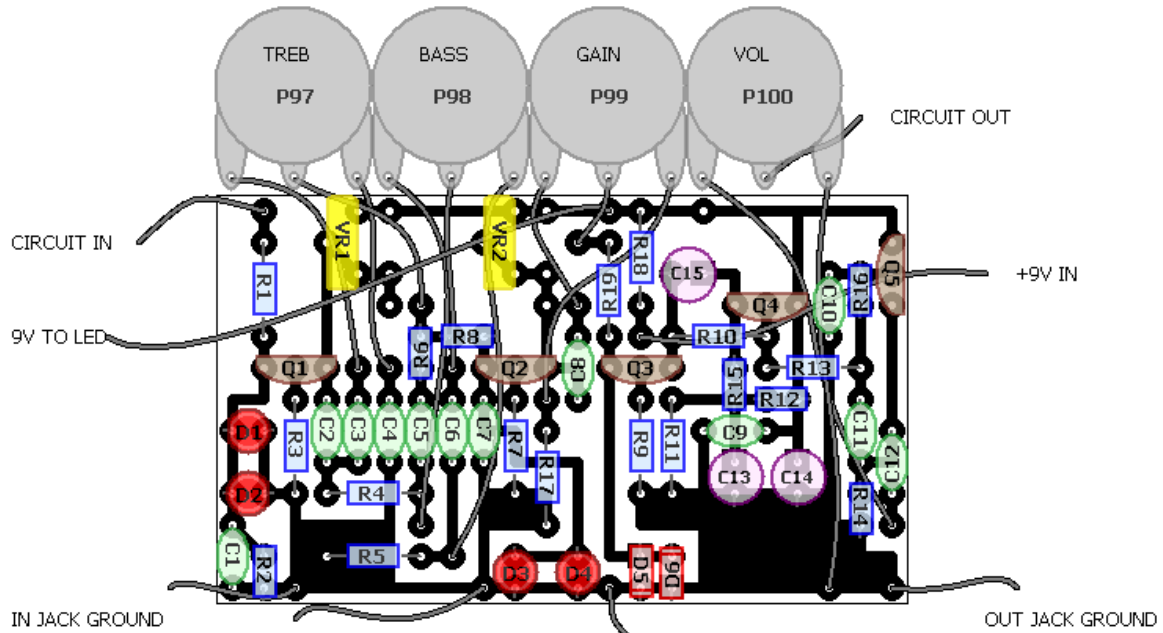 TREB BASS GAIN VOL
P97 P98 P99 P100
CIRCUIT OUT
CIRCUIT IN
VR1 VR2
R18
R1 R19 C15 C10 R16 Q5
+9V IN
Q4
9V TO LED
R6 R8 R10
Q1 Q2 C8 Q3 R15 R13
R12
D1 R3 C2 C3 C4 C5 C6 C7 R7 R9 R11 C9 C11
C12
R17 C13 C14
D2 R4 R14
C1 R2 R5 D3 D4 D5 D6
IN JACK GROUND
OUT JACK GROUND